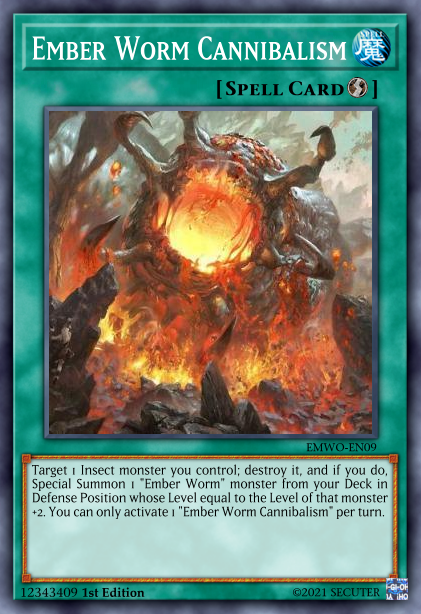 Ember Worm Cannibalism 魔
[Spell Card]
EMWO-EN09
Target 1 Insect monster you control; destroy it, and if you do,
Special Summon 1 "Ember Worm" monster from your Deck in
Defense Position whose Level equal to the Level of that monster
+2. You can only activate 1 "Ember Worm Cannibalism" per turn.
12343409 1st Edition ©2021 SECUTER